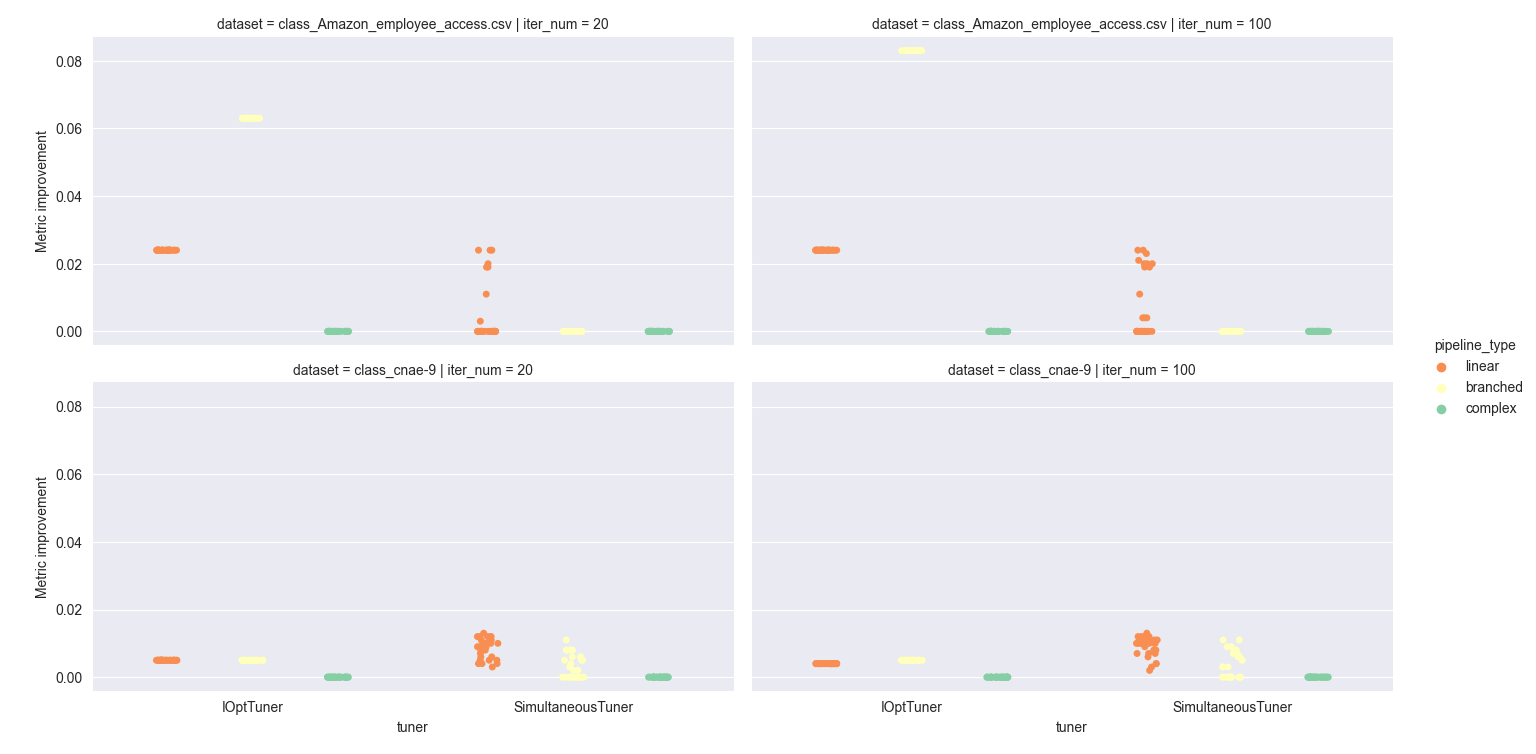 dataset = class_Amazon_employee_access.csv | iter_num = 20
dataset = class_Amazon_employee_access.csv | iter_num = 100
0.08
0.06
0.04
0.02
0.00
Metric improvement
dataset = class_cnae-9 | iter_num = 20
dataset = class_cnae-9 | iter_num = 100
0.08
0.06
0.04
0.02
0.00
Metric improvement
IOptTuner
SimultaneousTuner
IOptTuner
SimultaneousTuner
tuner
tuner
pipeline_type
linear
branched
complex